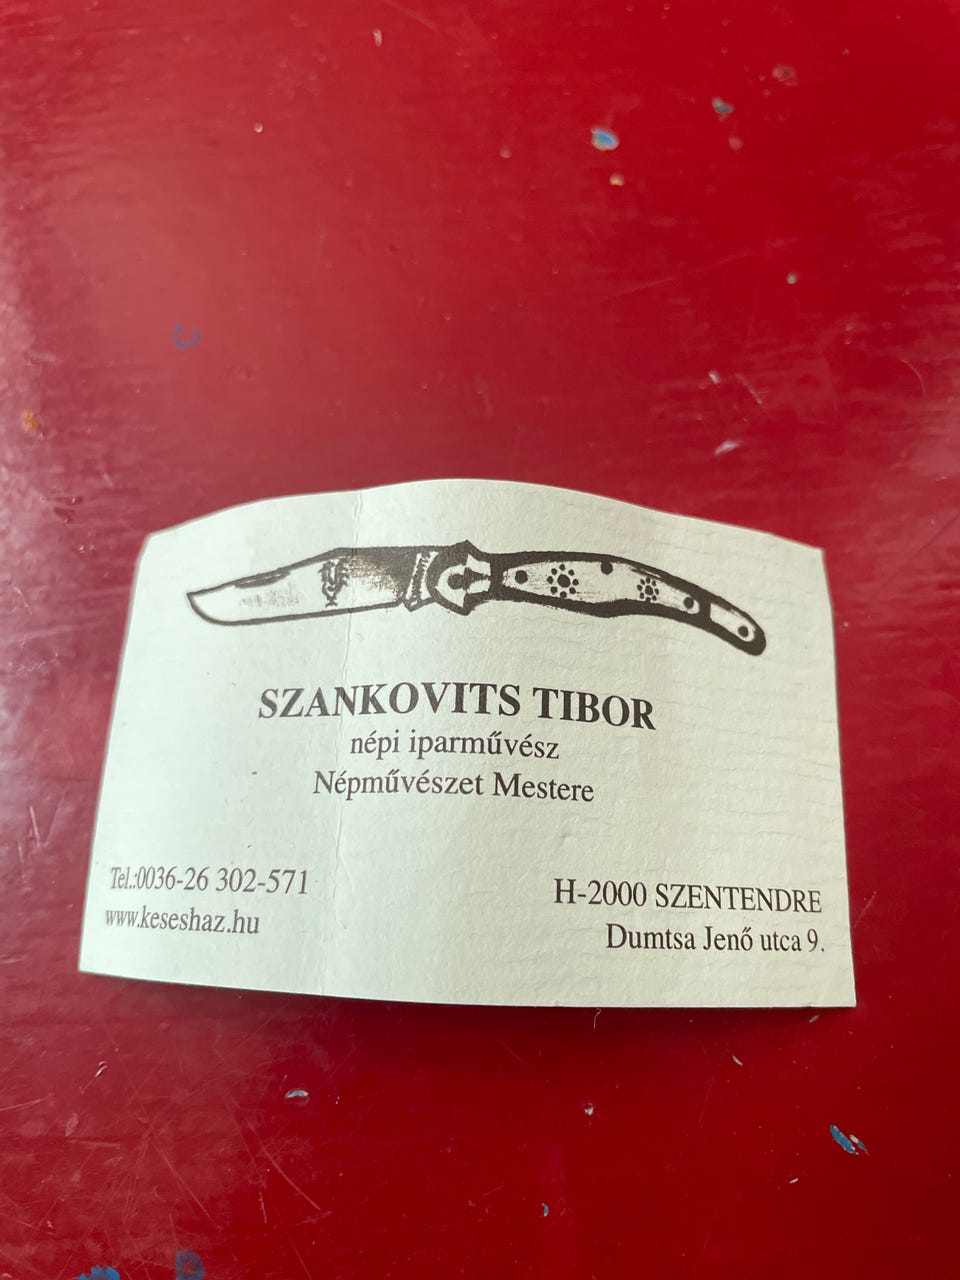 SZANKOVITS TIBOR
népi iparművész
Népművészet Mestere
Tel.:0036-26 302-571
www.keseshaz.hu
H-2000 SZENTENDRE
Dumtsa Jenő utca 9.